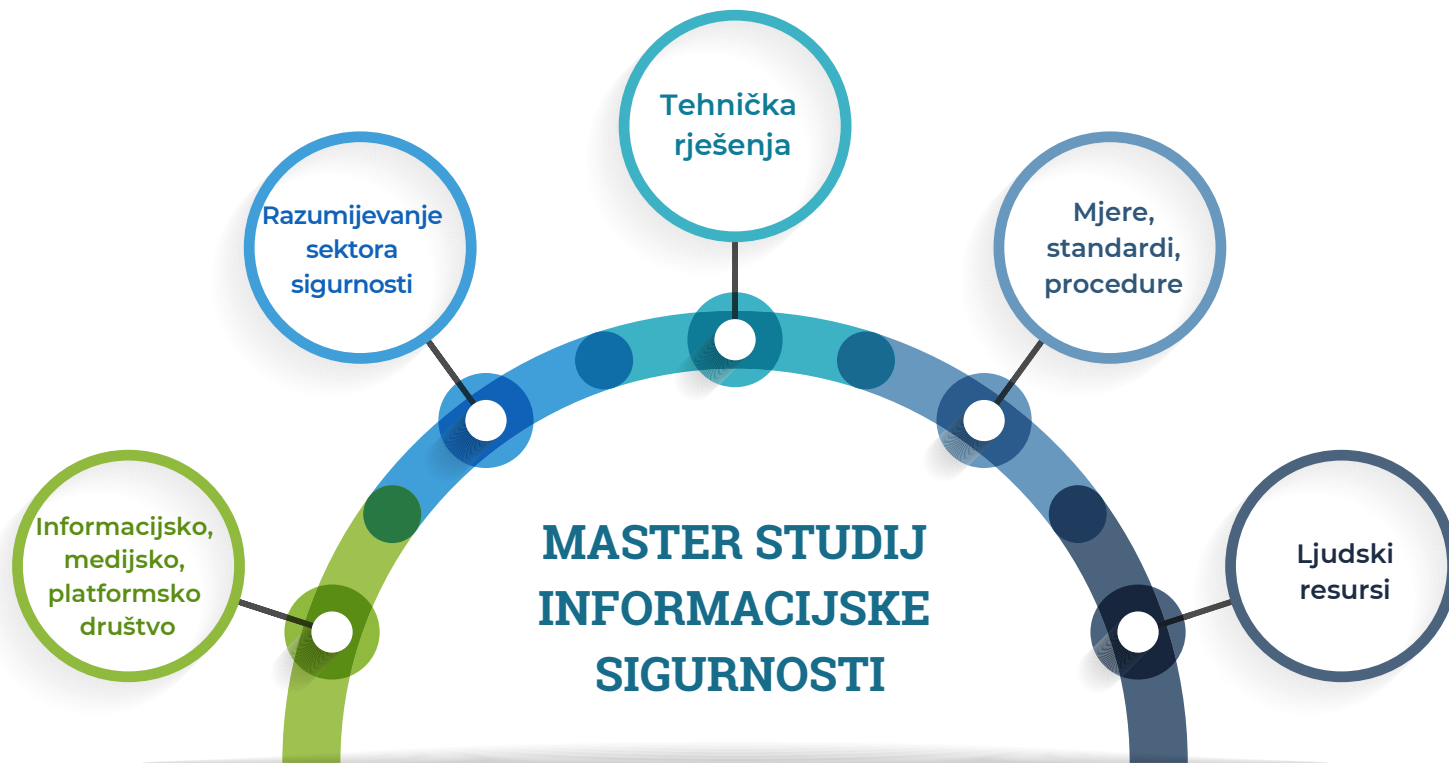 Tehnička
rješenja
Razumijevanje
sektora
sigurnosti
Mjere,
standardi,
procedure
Informacijsko,
medijsko,
platformsko
društvo
Ljudski
resursi
MASTER STUDIJ
INFORMACIJSKE
SIGURNOSTI